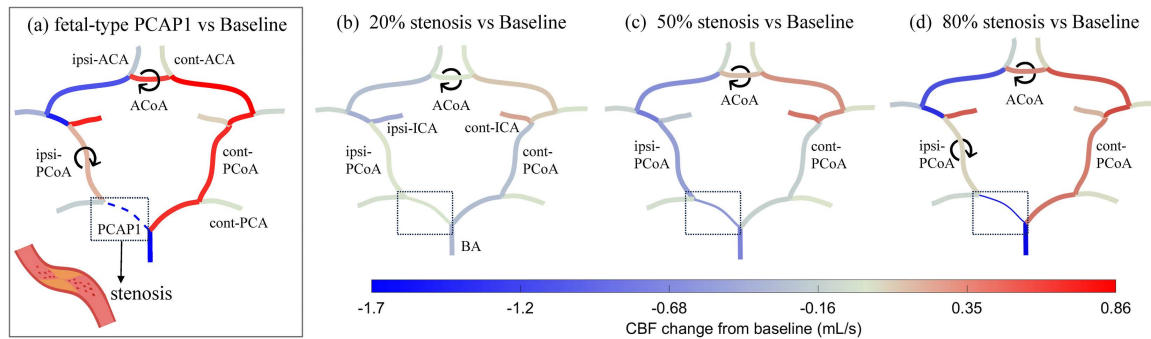 (a) fetal-type PCAP1 vs Baseline
ipsi-ACA
cont-ACA
ACoA
ipsi-
PCoA
cont-
PCoA
PCAP1
cont-PCA
stenosis
(b) 20% stenosis vs Baseline
ACoA
ipsi-ICA
cont-ICA
ipsi-
PCoA
cont-
PCoA
BA
(c) 50% stenosis vs Baseline
ACoA
ipsi-
PCoA
cont-
PCoA
(d) 80% stenosis vs Baseline
ACoA
ipsi-
PCoA
cont-
PCoA
-1.7 -1.2 -0.68 -0.16 0.35 0.86
CBF change from baseline (mL/s)